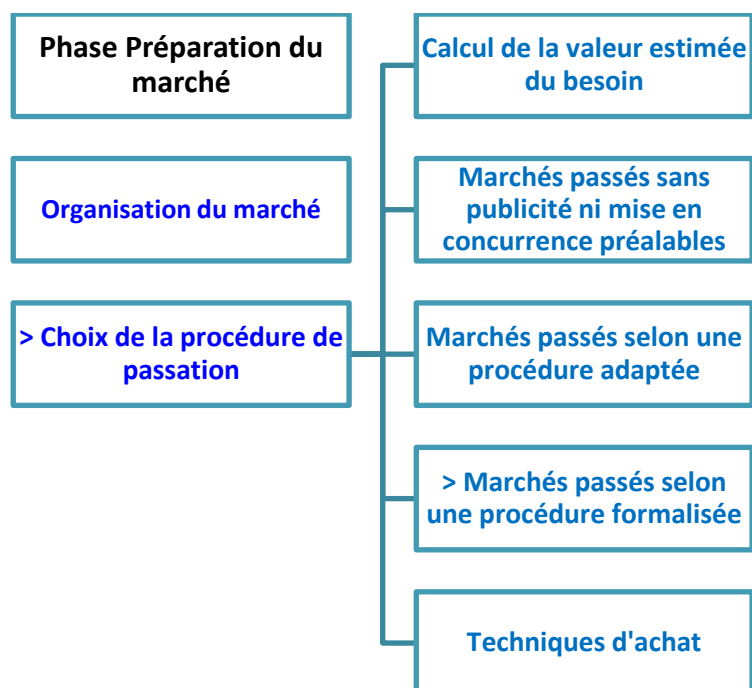 Phase Préparation du
marché
Organisation du marché
> Choix de la procédure de
passation
Calcul de la valeur estimée
du besoin
Marchés passés sans
publicité ni mise en
concurrence préalables
Marchés passés selon une
procédure adaptée
> Marchés passés selon
une procédure formalisée
Techniques d'achat